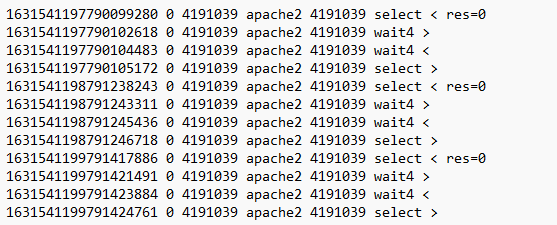 1631541197790099280 0 4191039 apache2 4191039 select < res=0
1631541197790102618 0 4191039 apache2 4191039 wait4 >
1631541197790104483 0 4191039 apache2 4191039 wait4 <
1631541197790105172 0 4191039 apache2 4191039 select >
1631541198791238243 0 4191039 apache2 4191039 select < res=0
1631541198791243311 0 4191039 apache2 4191039 wait4 >
1631541198791245436 0 4191039 apache2 4191039 wait4 <
1631541198791246718 0 4191039 apache2 4191039 select >
1631541199791417886 0 4191039 apache2 4191039 select < res=0
1631541199791421491 0 4191039 apache2 4191039 wait4 >
1631541199791423884 0 4191039 apache2 4191039 wait4 <
1631541199791424761 0 4191039 apache2 4191039 select >